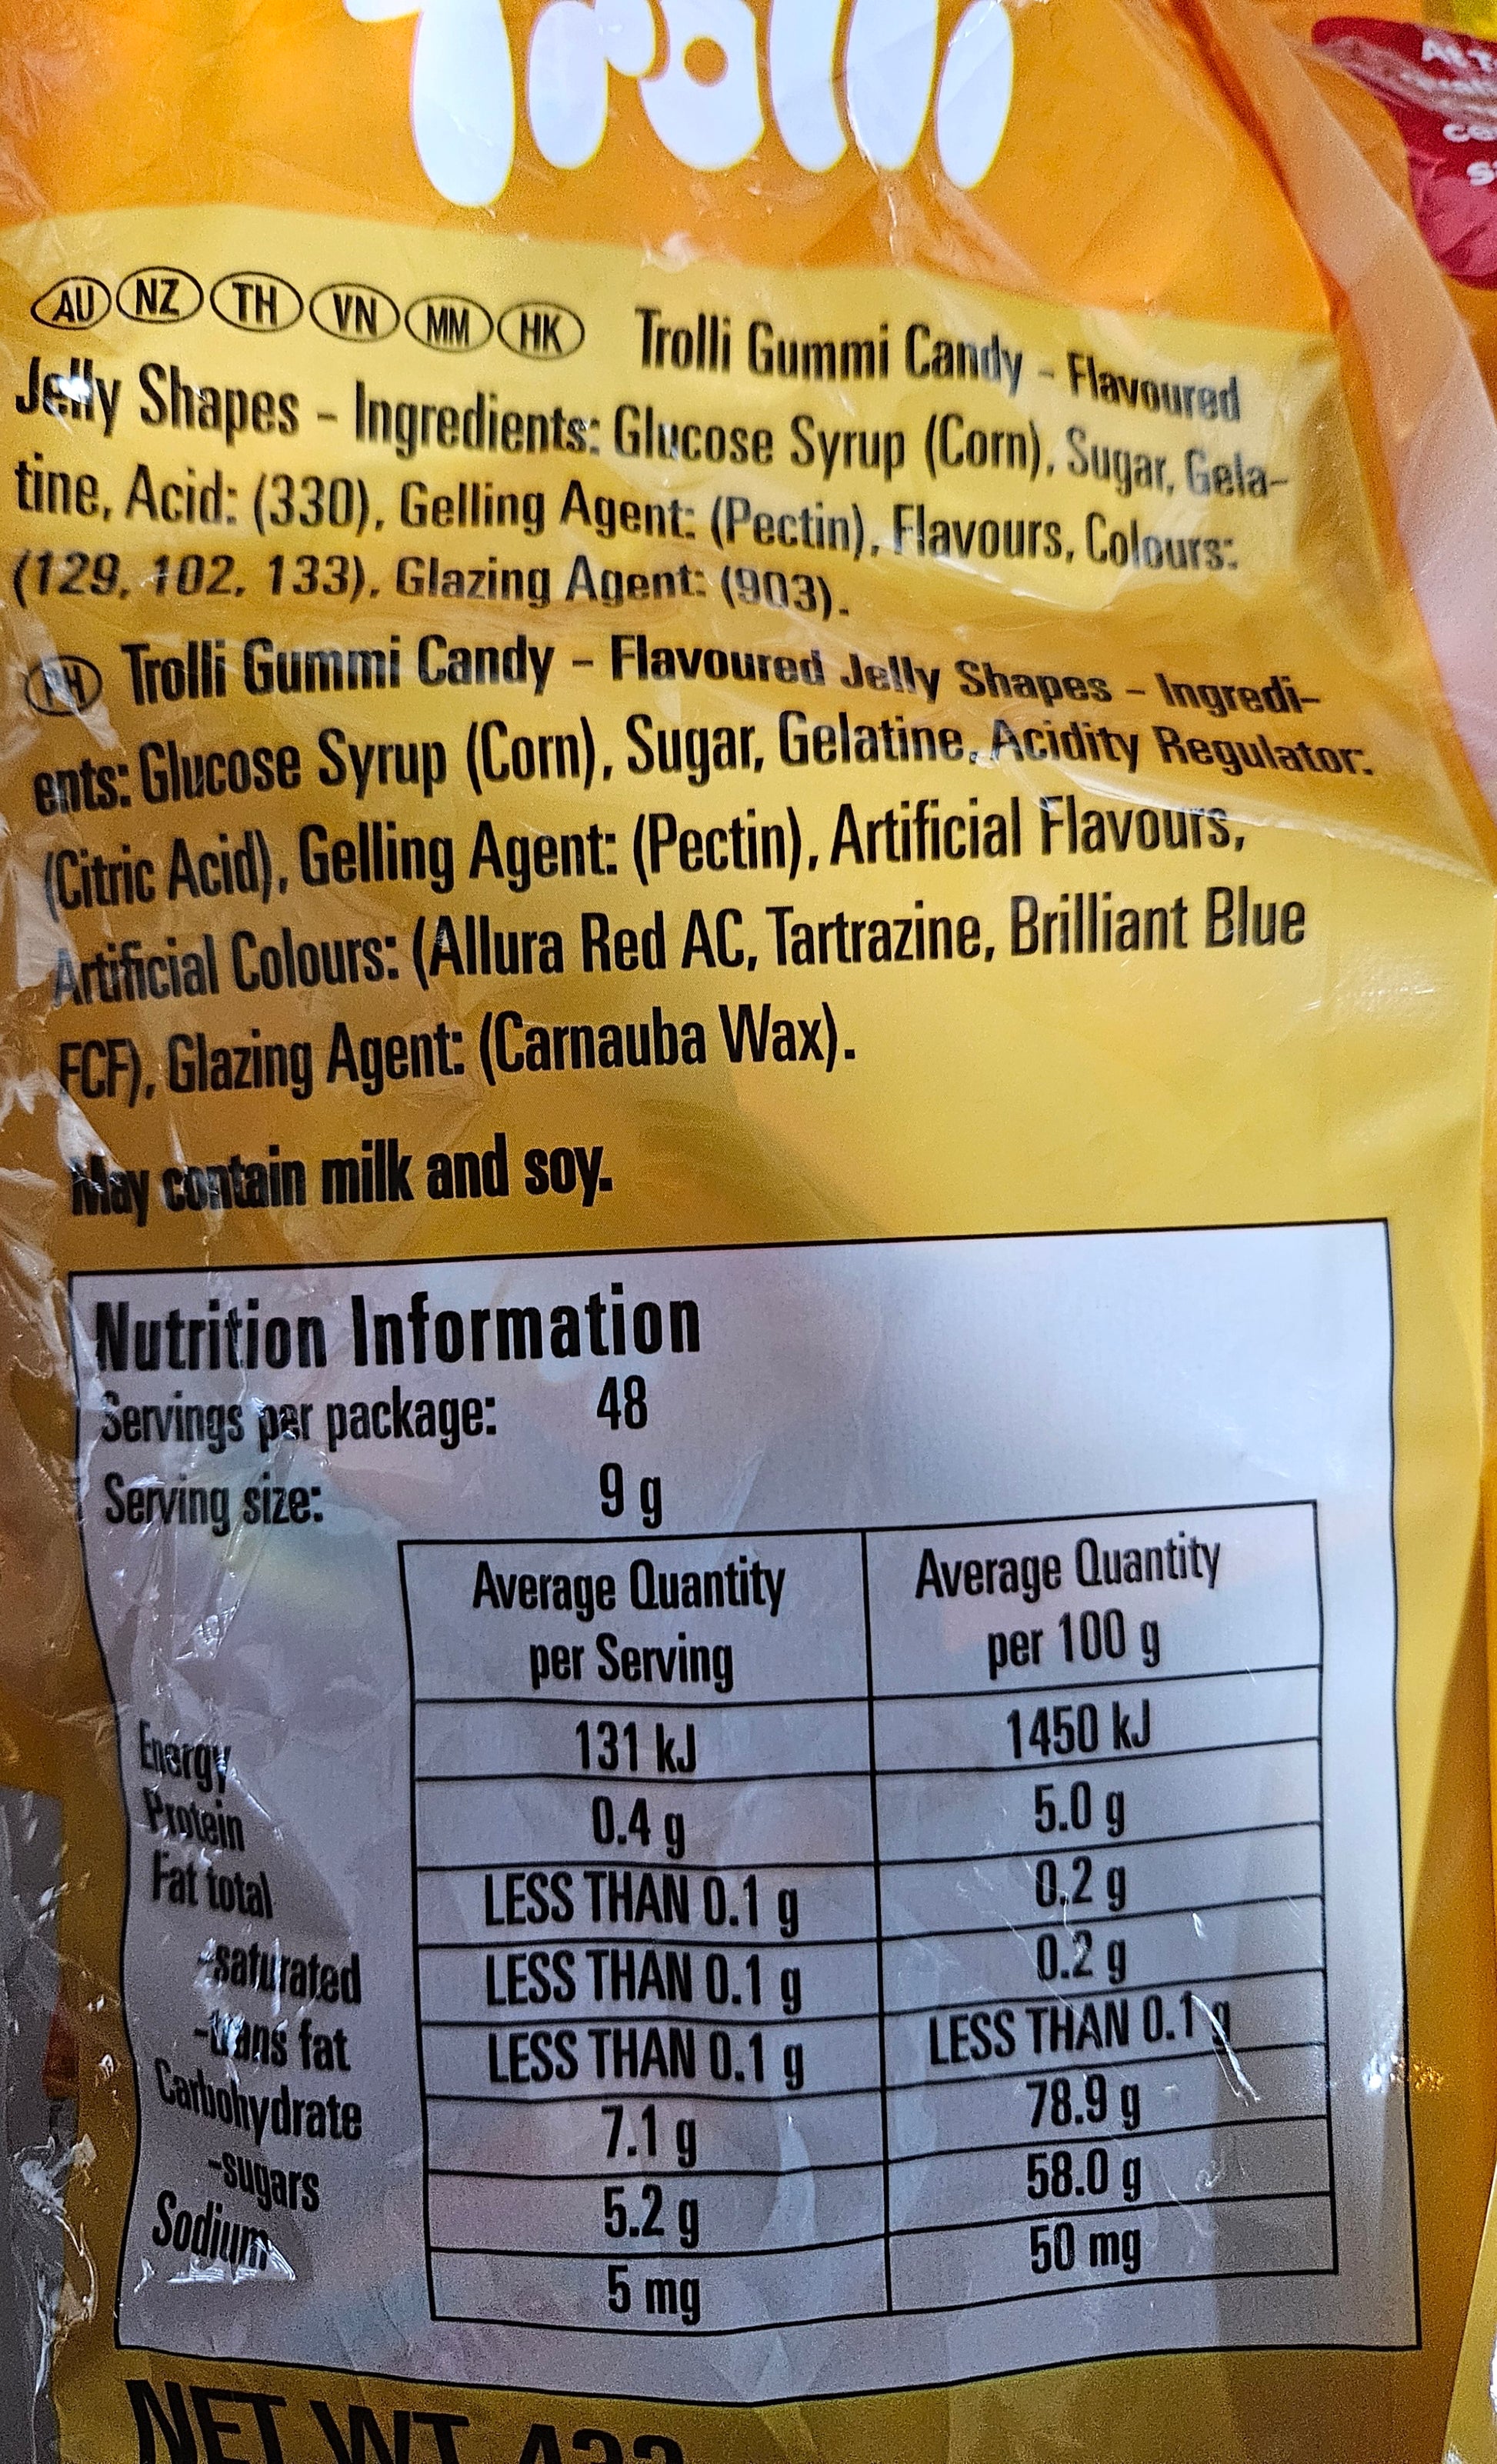 Trolli
AU NZ TH VN MM HK Trolli Gummi Candy - Flavoured
Jelly Shapes - Ingredients: Glucose Syrup (Corn), Sugar, Gela-
tine, Acid: (330), Gelling Agent: (Pectin), Flavours, Colours:
(129, 102, 133), Glazing Agent: (903).
PH Trolli Gummi Candy - Flavoured Jelly Shapes - Ingredi-
ents: Glucose Syrup (Corn), Sugar, Gelatine, Acidity Regulator:
(Citric Acid), Gelling Agent: (Pectin), Artificial Flavours,
Artificial Colours: (Allura Red AC, Tartrazine, Brilliant Blue
FCF), Glazing Agent: (Carnauba Wax).
May contain milk and soy.
Nutrition Information
Servings per package: 48
Serving size: 9 g
Average Quantity per Serving Average Quantity per 100 g
Energy 131 kJ 1450 kJ
Protein 0.4 g 5.0 g
Fat total LESS THAN 0.1 g 0.2 g
-saturated LESS THAN 0.1 g 0.2 g
-trans fat LESS THAN 0.1 g LESS THAN 0.1 g
Carbohydrate 7.1 g 78.9 g
-sugars 5.2 g 58.0 g
Sodium 5 mg 50 mg
NET WT